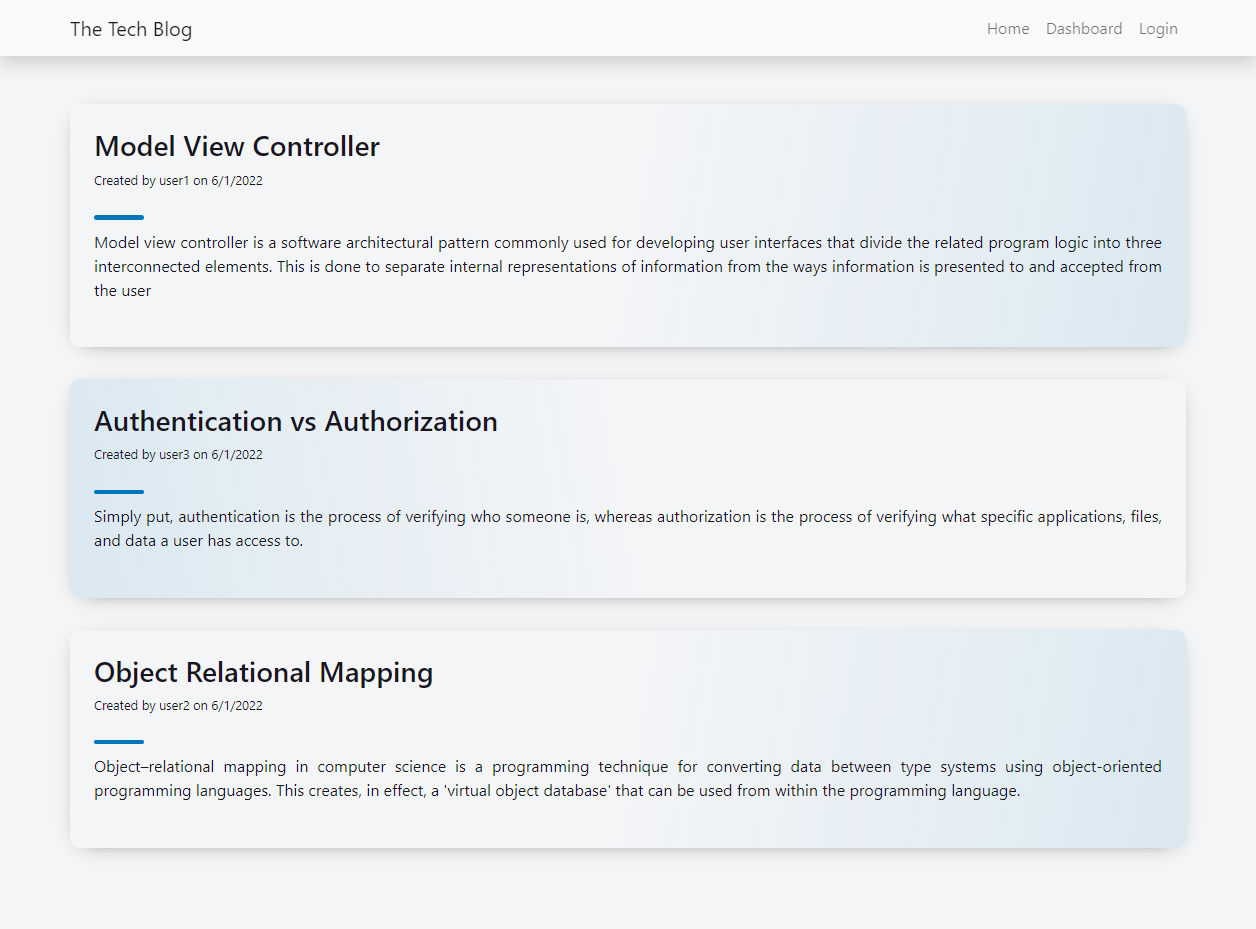 The Tech Blog
Home Dashboard Login
Model View Controller
Created by user1 on 6/1/2022
Model view controller is a software architectural pattern commonly used for developing user interfaces that divide the related program logic into three
interconnected elements. This is done to separate internal representations of information from the ways information is presented to and accepted from
the user
Authentication vs Authorization
Created by user3 on 6/1/2022
Simply put, authentication is the process of verifying who someone is, whereas authorization is the process of verifying what specific applications, files,
and data a user has access to.
Object Relational Mapping
Created by user2 on 6/1/2022
Object–relational mapping in computer science is a programming technique for converting data between type systems using object-oriented
programming languages. This creates, in effect, a 'virtual object database' that can be used from within the programming language.